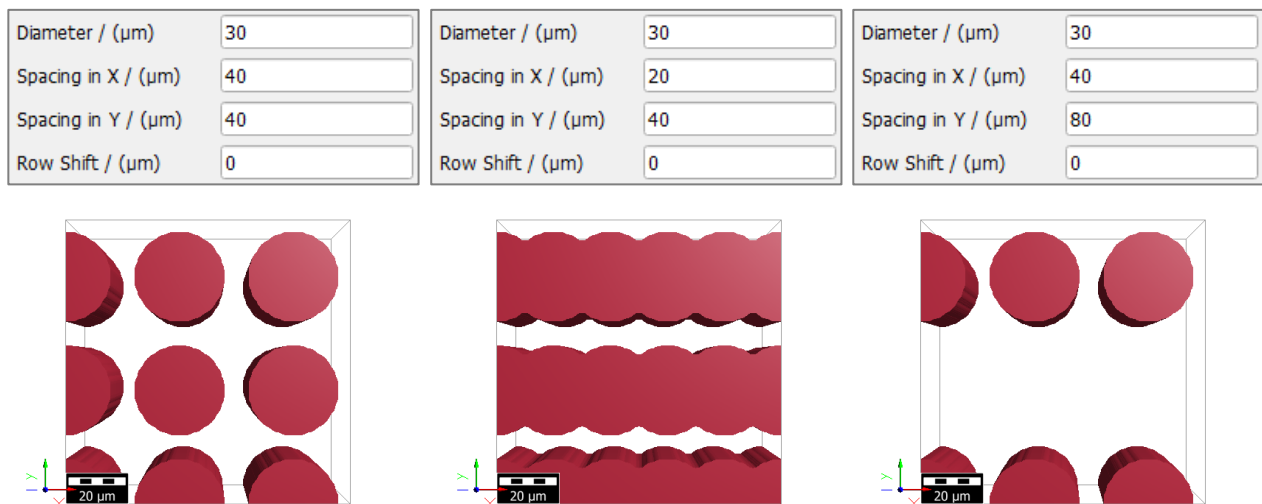 Diameter / (µm) 30
Spacing in X / (µm) 40
Spacing in Y / (µm) 40
Row Shift / (µm) 0
Diameter / (µm) 30
Spacing in X / (µm) 20
Spacing in Y / (µm) 40
Row Shift / (µm) 0
Diameter / (µm) 30
Spacing in X / (µm) 40
Spacing in Y / (µm) 80
Row Shift / (µm) 0
y
X
20 µm
y
X
20 µm
y
X
20 µm